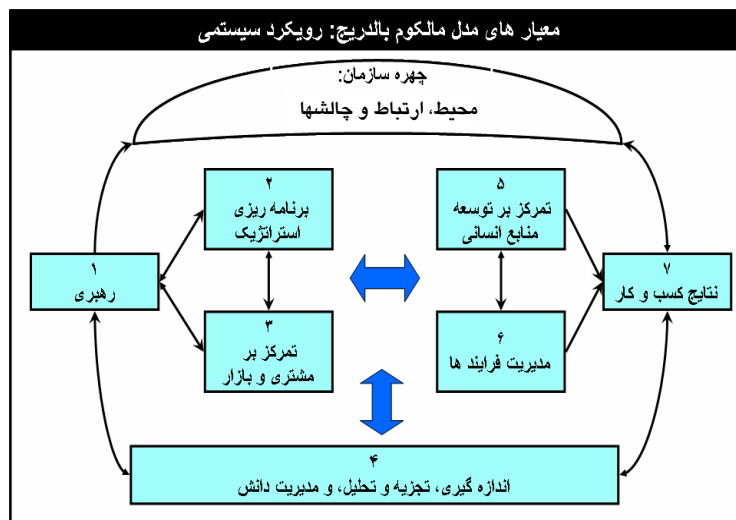 معیار های مدل مالکوم بالدریج: رویکرد سیستمی
چهره سازمان:
محیط، ارتباط و چالشها
۱
رهبری
۲
برنامه ریزی
استراتژیک
۳
تمرکز بر
مشتری و بازار
۵
تمرکز بر توسعه
منابع انسانی
۶
مدیریت فرایند ها
۷
نتایج کسب و کار
۴
اندازه گیری، تجزیه و تحلیل، و مدیریت دانش